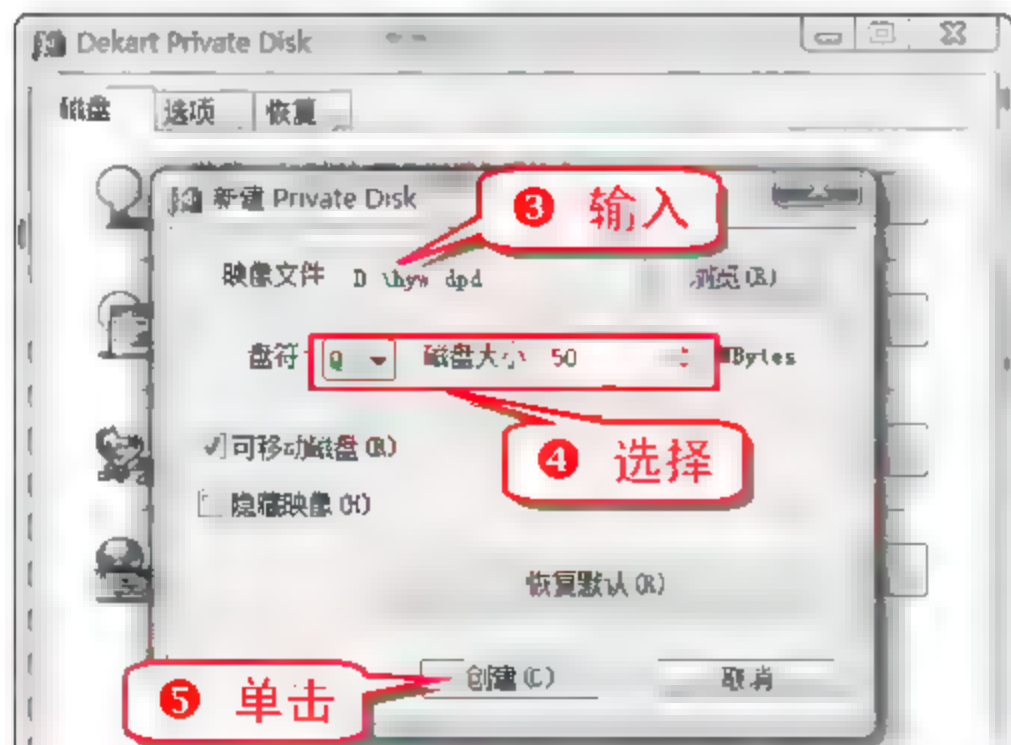 Dekart Private Disk
磁盘 选项 恢复
新建 Private Disk
❸ 输入
映像文件 D \hyw dpd 浏览(R)
盘符 Q 磁盘大小 50 MBytes
❹ 选择
可移动磁盘(R)
隐藏映像(H)
恢复默认(R)
创建(C) 取消
❺ 单击